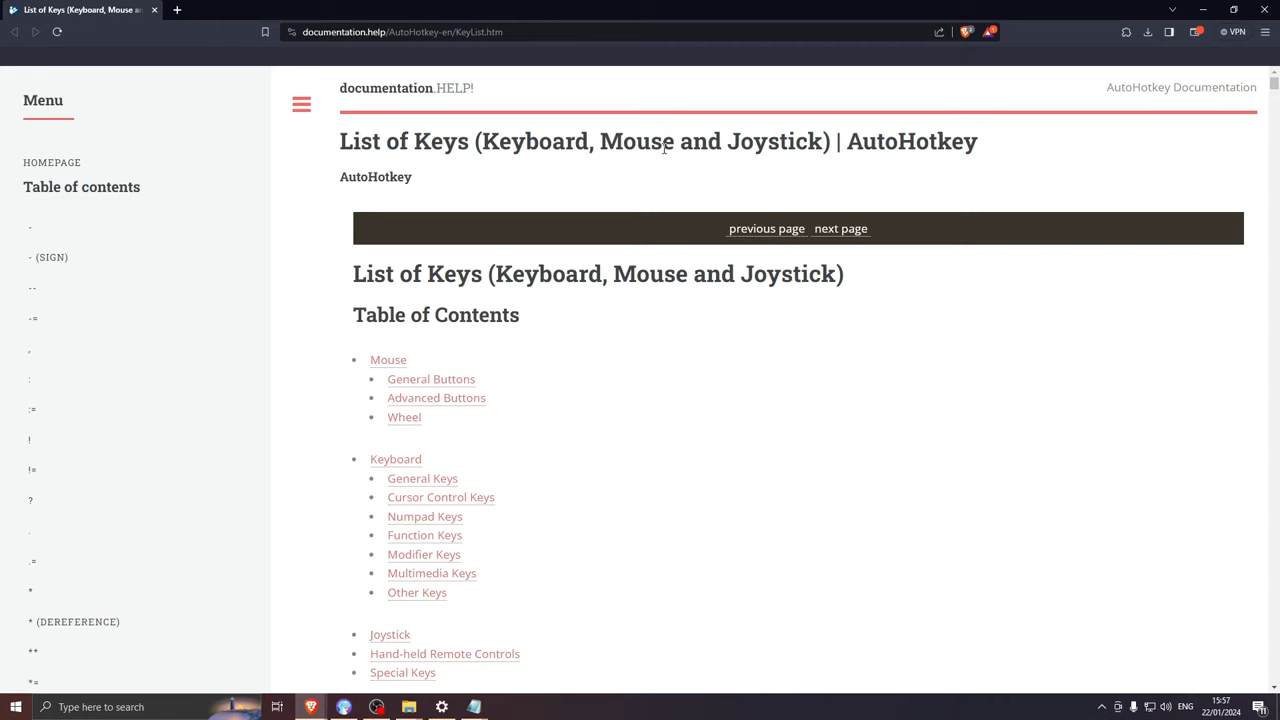 List of Keys (Keyboard, Mouse an
documentation.help/AutoHotkey-en/KeyList.htm
VPN
Menu
HOMEPAGE
Table of contents
-
- (SIGN)
--
-=
,
:
:=
!
!=
?
.
.=
*
* (DEREFERENCE)
**
*=
documentation.HELP!
AutoHotkey Documentation
List of Keys (Keyboard, Mouse and Joystick) | AutoHotkey
AutoHotkey
previous page next page
List of Keys (Keyboard, Mouse and Joystick)
Table of Contents
Mouse
General Buttons
Advanced Buttons
Wheel
Keyboard
General Keys
Cursor Control Keys
Numpad Keys
Function Keys
Modifier Keys
Multimedia Keys
Other Keys
Joystick
Hand-held Remote Controls
Special Keys
Type here to search
ENG
15:57
22/01/2024